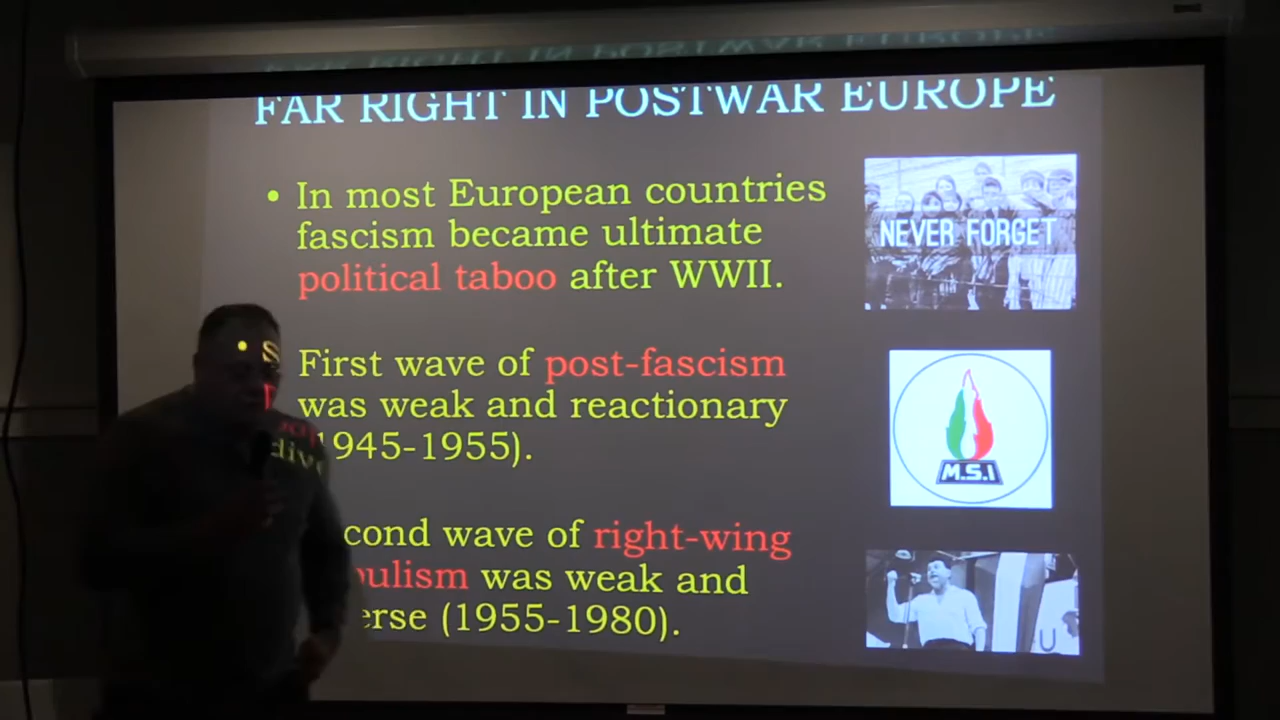 FAR RIGHT IN POSTWAR EUROPE
• In most European countries
fascism became ultimate
political taboo after WWII.
NEVER FORGET
First wave of post-fascism
was weak and reactionary
1945-1955).
M.S.I
cond wave of right-wing
pulism was weak and
dive
erse (1955-1980).
U